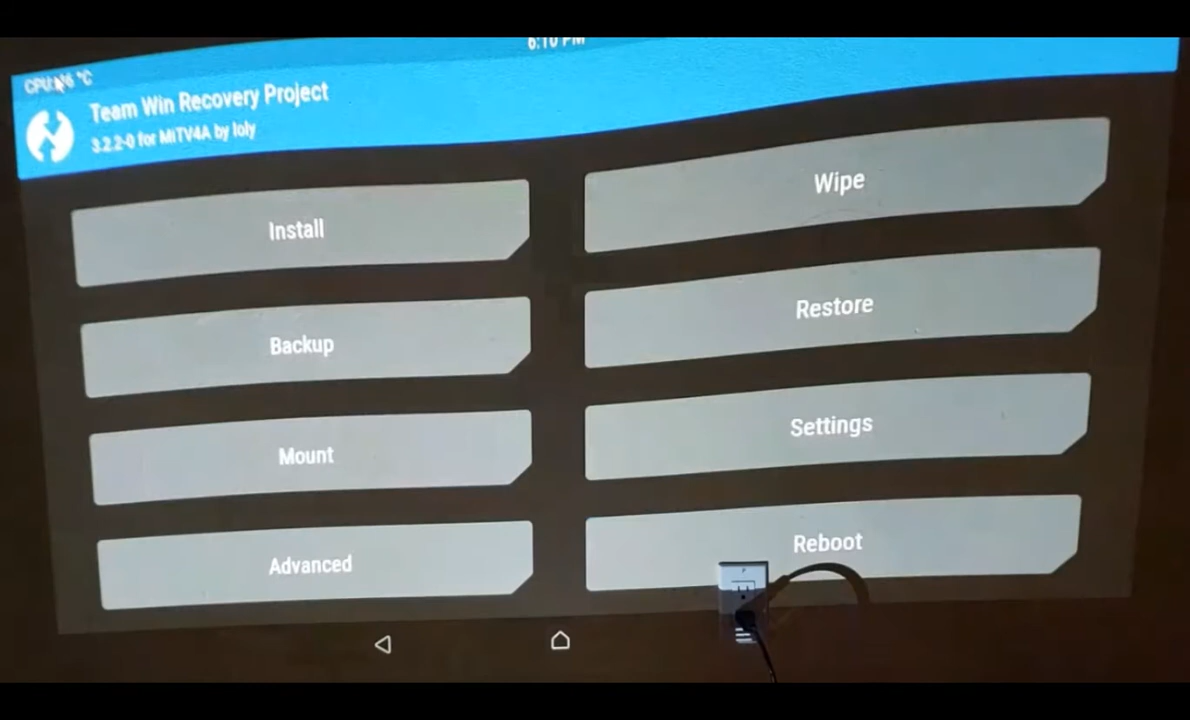 6:10 PM
Team Win Recovery Project
3.2.2-0 for MiTV4A by loly
Install
Wipe
Backup
Restore
Mount
Settings
Advanced
Reboot